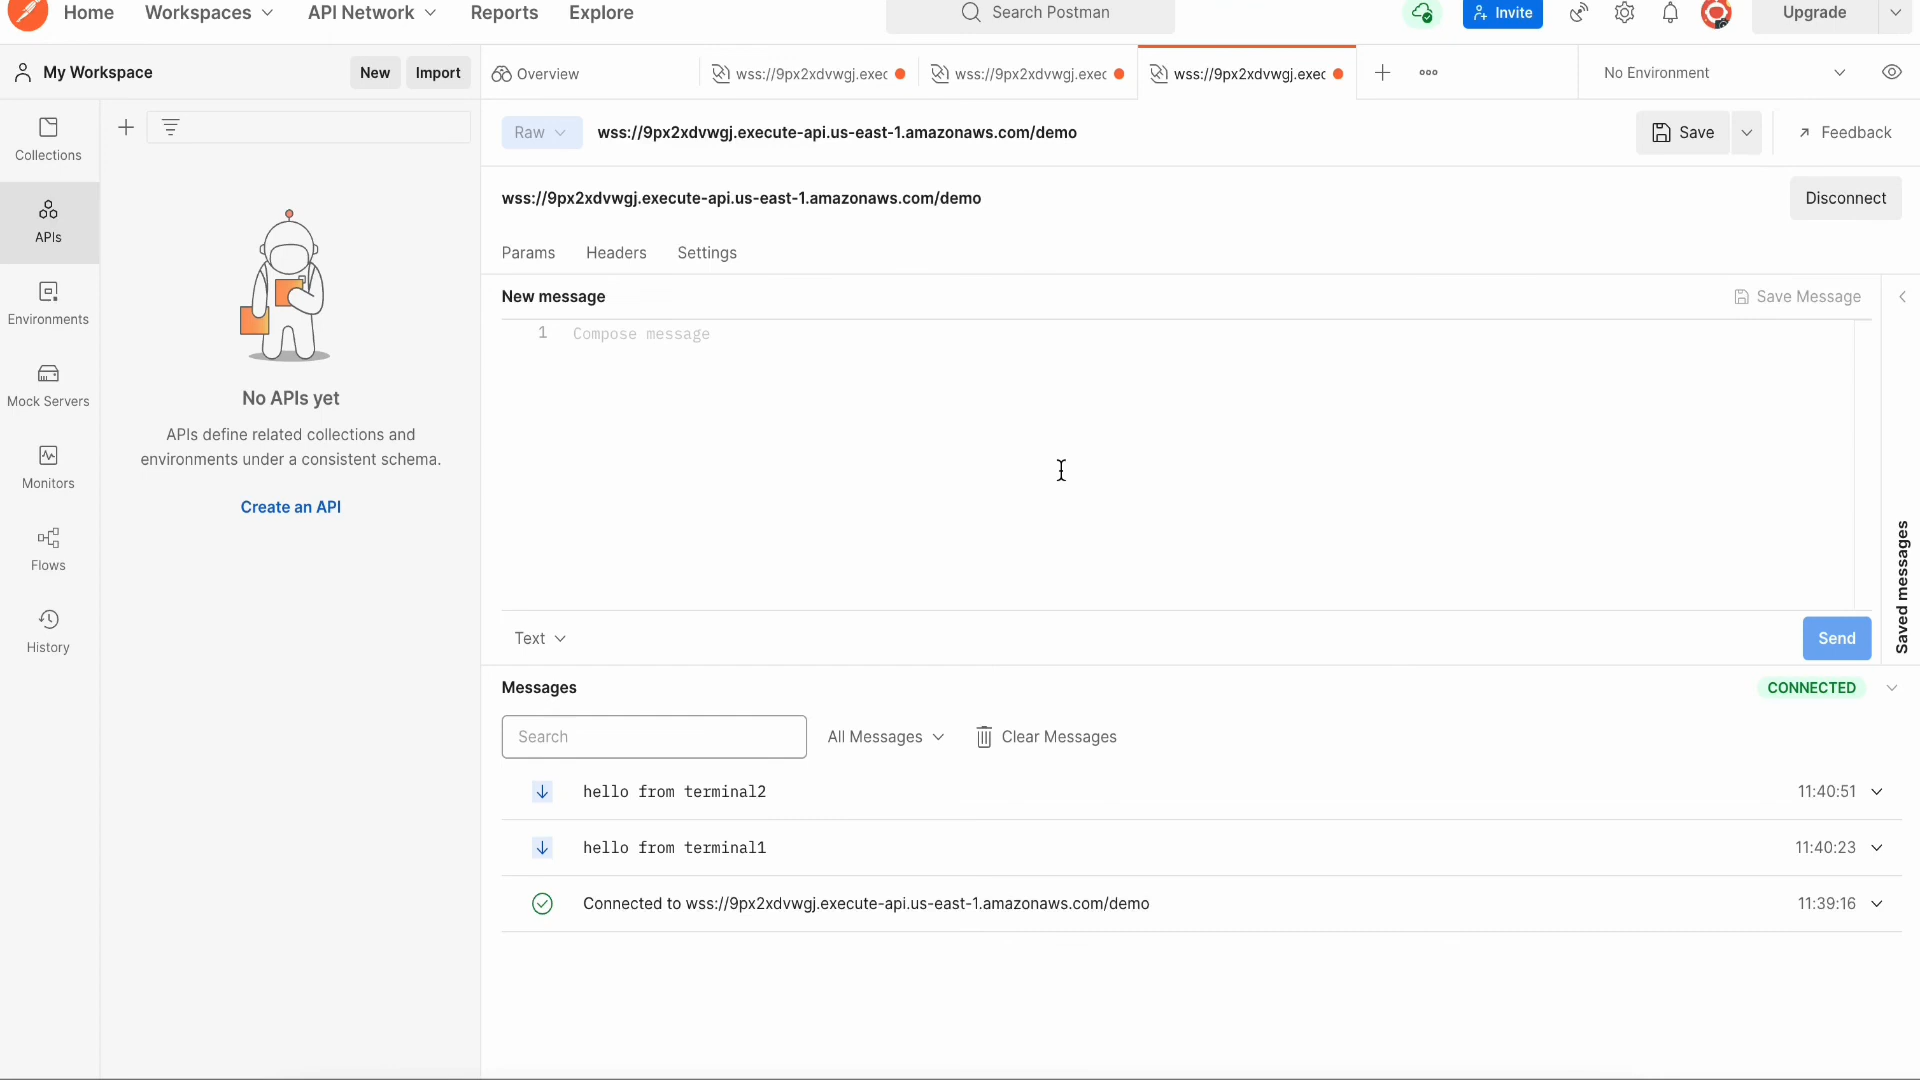 Home
Workspaces
API Network
Reports
Explore
Search Postman
Invite
Upgrade
My Workspace
New
Import
Overview
wss://9px2xdvwgj.exec
wss://9px2xdvwgj.exec
wss://9px2xdvwgj.exec
No Environment
Collections
APIs
Environments
Mock Servers
Monitors
Flows
History
No APIs yet
APIs define related collections and
environments under a consistent schema.
Create an API
Raw
wss://9px2xdvwgj.execute-api.us-east-1.amazonaws.com/demo
Save
Feedback
wss://9px2xdvwgj.execute-api.us-east-1.amazonaws.com/demo
Disconnect
Params
Headers
Settings
New message
Save Message
1
Compose message
Saved messages
Text
Send
Messages
CONNECTED
Search
All Messages
Clear Messages
hello from terminal2
11:40:51
hello from terminal1
11:40:23
Connected to wss://9px2xdvwgj.execute-api.us-east-1.amazonaws.com/demo
11:39:16